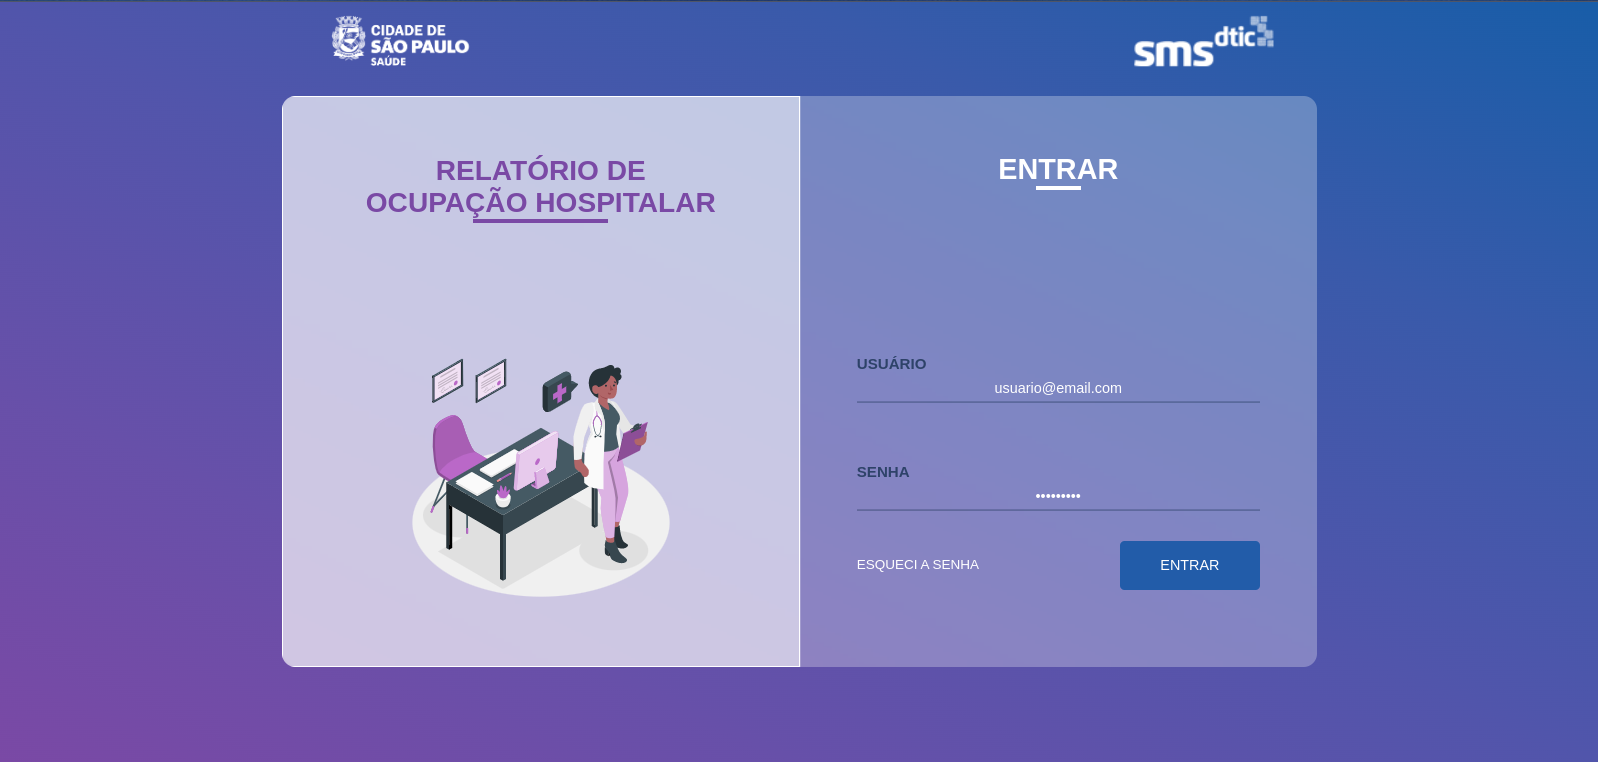 CIDADE DE
SÃO PAULO
SAÚDE
sms dtic
RELATÓRIO DE
OCUPAÇÃO HOSPITALAR
ENTRAR
USUÁRIO
usuario@email.com
SENHA
•••••••••
ESQUECI A SENHA
ENTRAR